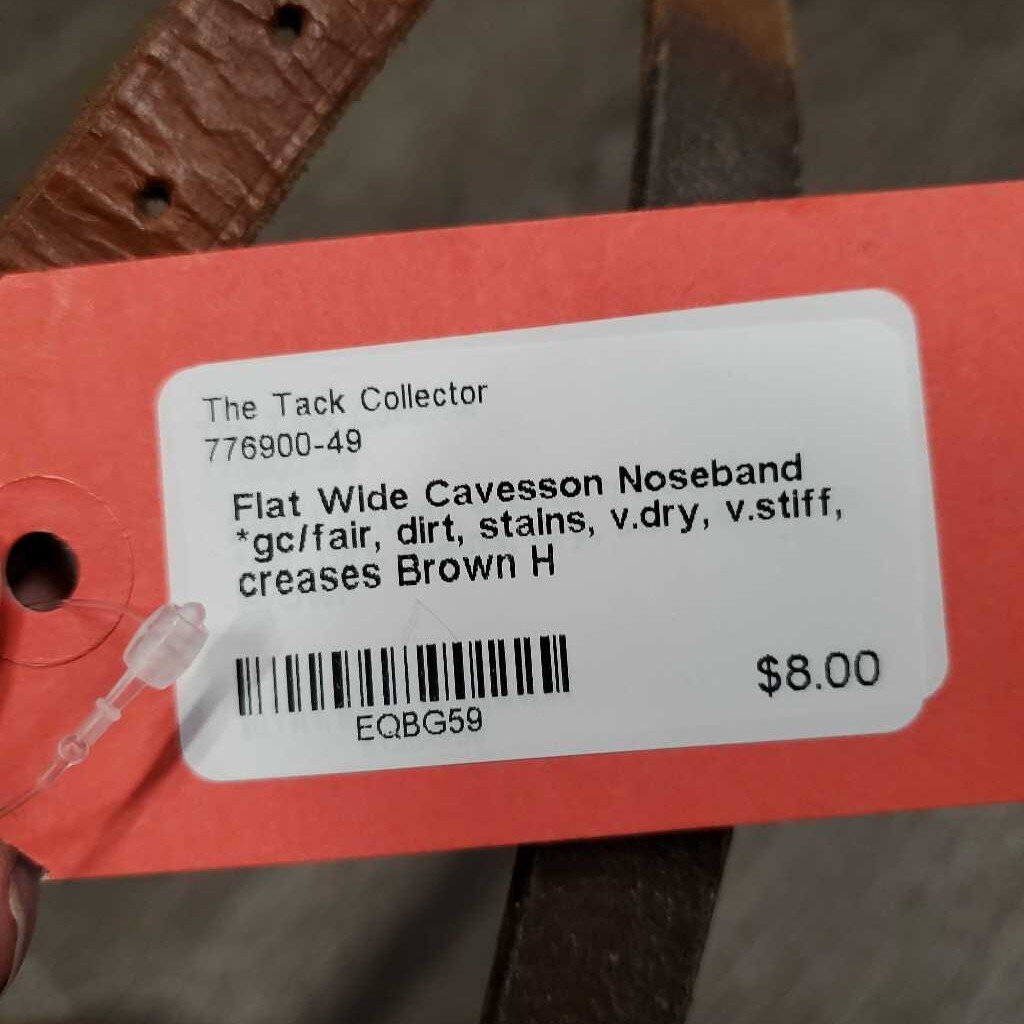 The Tack Collector
776900-49
Flat Wide Cavesson Noseband
*gc/fair, dirt, stains, v.dry, v.stiff,
creases Brown H
$8.00
EQBG59